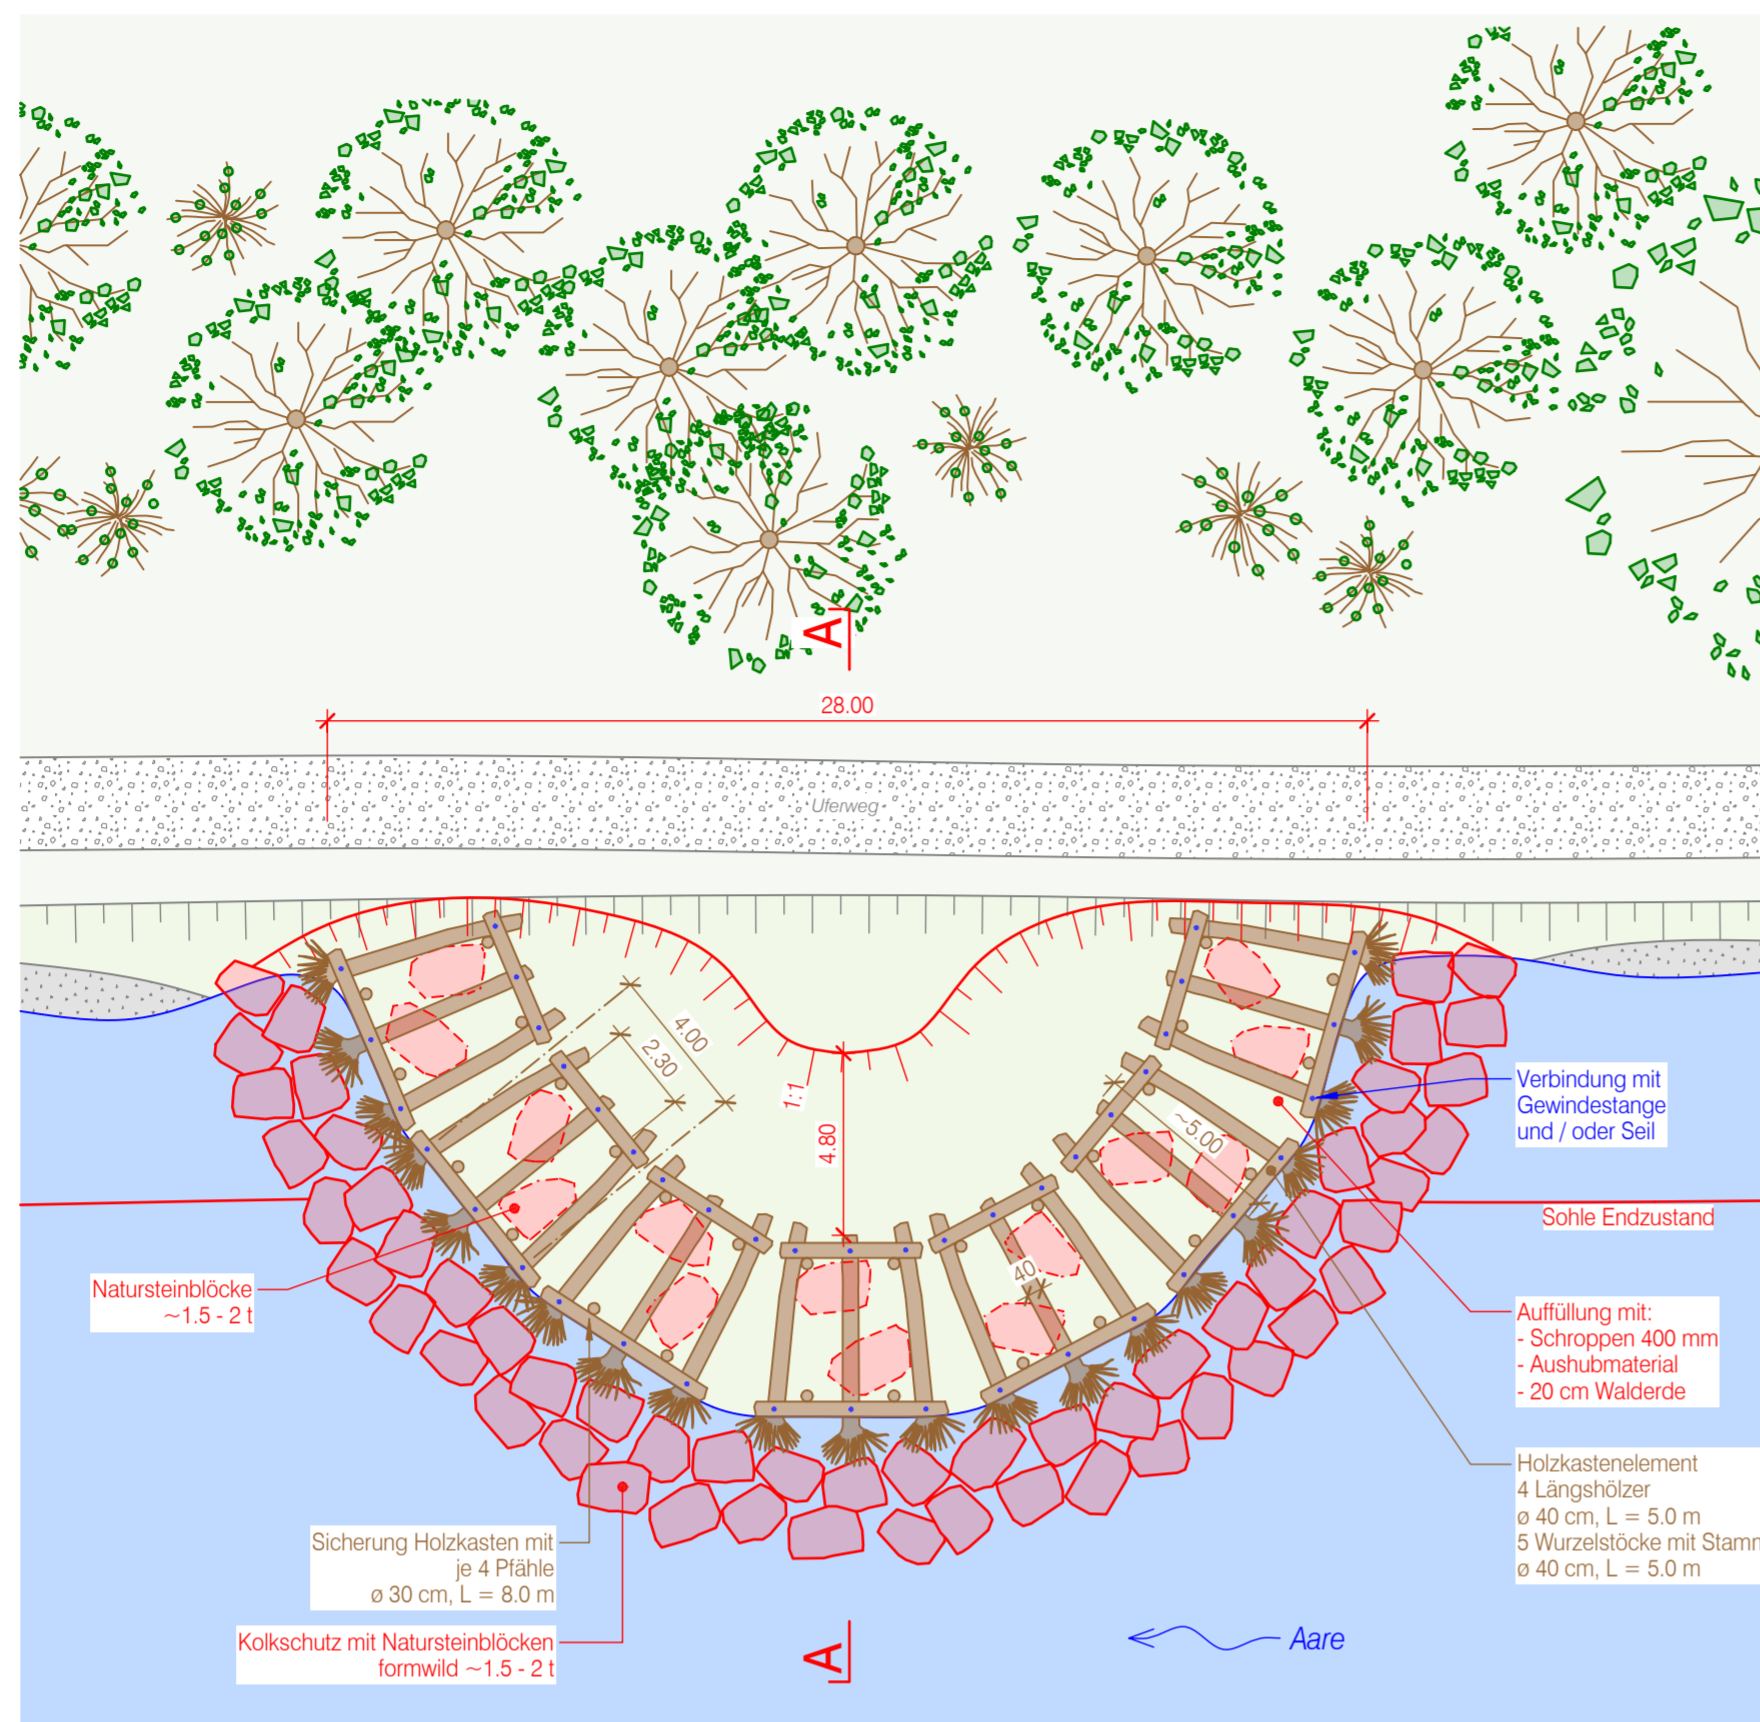 A
28.00
Uferweg
4.00
2.30
1:1
4.80
~5.00
40
Verbindung mit
Gewindestange
und / oder Seil
Sohle Endzustand
Natursteinblöcke
~1.5 - 2 t
Auffüllung mit:
- Schroppen 400 mm
- Aushubmaterial
- 20 cm Walderde
Holzkastenelement
4 Längshölzer
ø 40 cm, L = 5.0 m
5 Wurzelstöcke mit Stamm
ø 40 cm, L = 5.0 m
Sicherung Holzkasten mit
je 4 Pfähle
ø 30 cm, L = 8.0 m
Kolkschutz mit Natursteinblöcken
formwild ~1.5 - 2 t
A
Aare